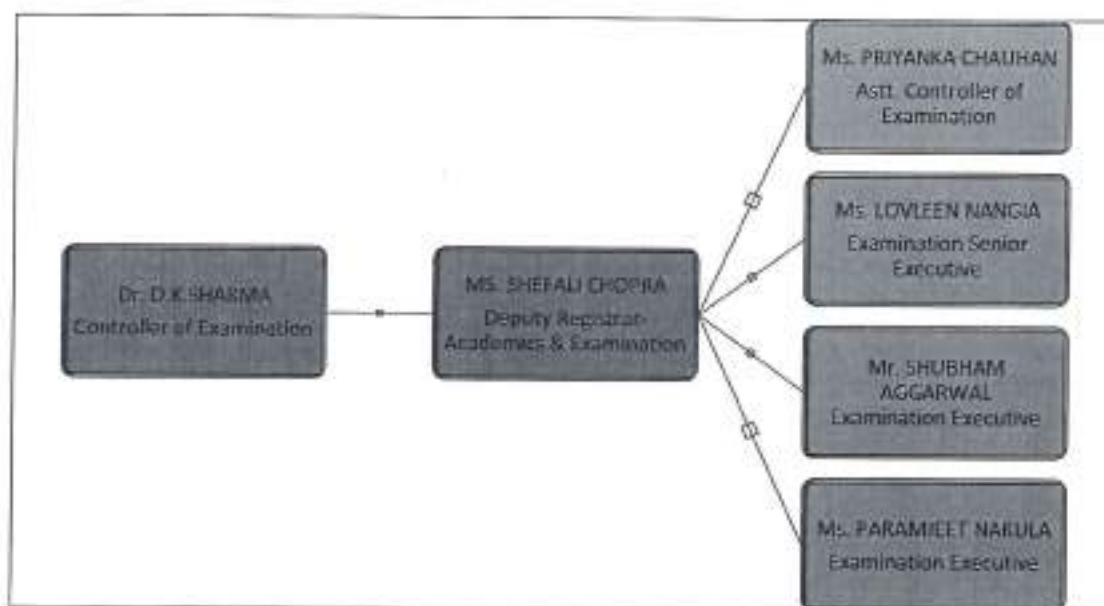 Dr. D.K.SHARMA
Controller of Examination
MS. SHEFALI CHOPRA
Deputy Registrar-
Academics & Examination
Ms. PRIYANKA CHAUHAN
Astt. Controller of
Examination
Ms. LOVLEEN NANGIA
Examination Senior
Executive
Mr. SHUBHAM
AGGARWAL
Examination Executive
Ms. PARAMJEET NARULA
Examination Executive